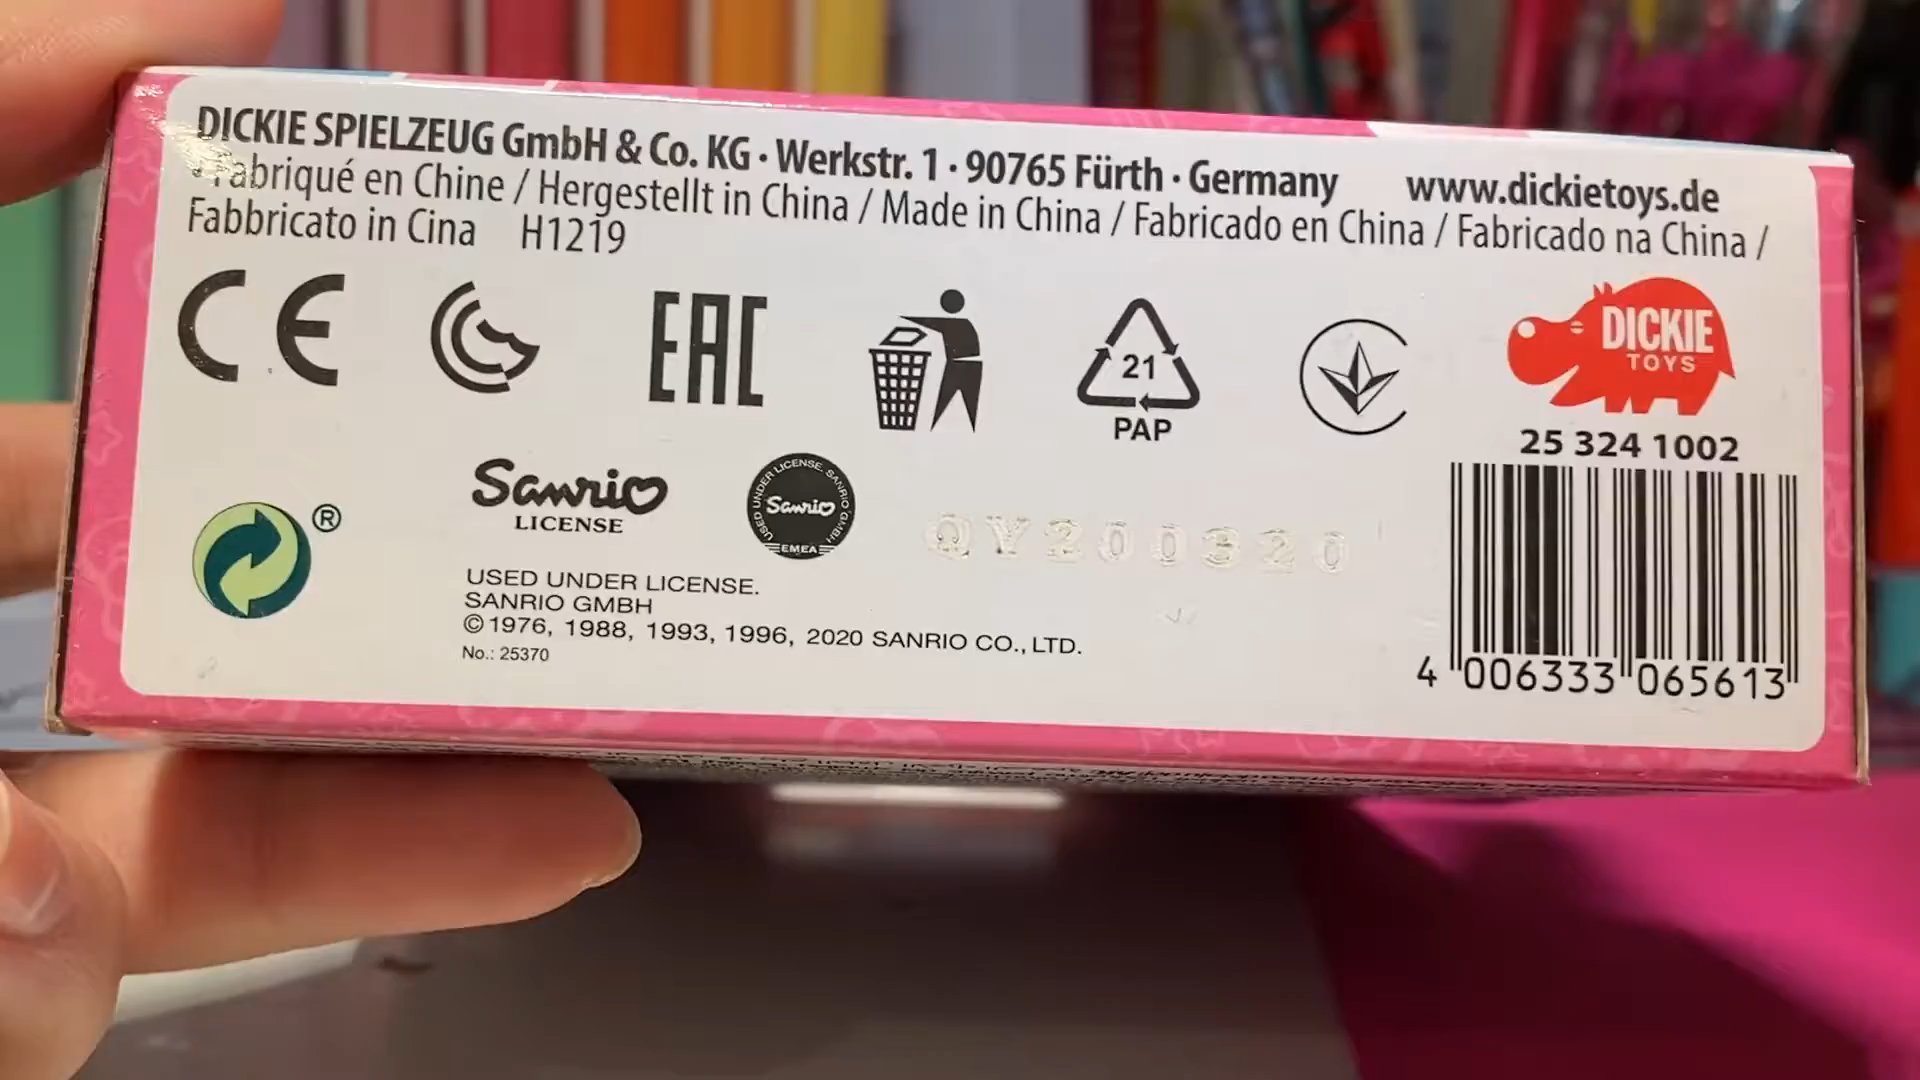 DICKIE SPIELZEUG GmbH & Co. KG · Werkstr. 1 · 90765 Fürth · Germany www.dickietoys.de
· Fabriqué en Chine / Hergestellt in China / Made in China / Fabricado en China / Fabricado na China /
Fabbricato in Cina H1219
CE
EAC
21
PAP
DICKIE
TOYS
25 324 1002
Sanrio
LICENSE
USED UNDER LICENSE. SANRIO GMBH
Sanrio
EMEA
®
QY200320
USED UNDER LICENSE.
SANRIO GMBH
©1976, 1988, 1993, 1996, 2020 SANRIO CO., LTD.
No.: 25370
4 006333 065613